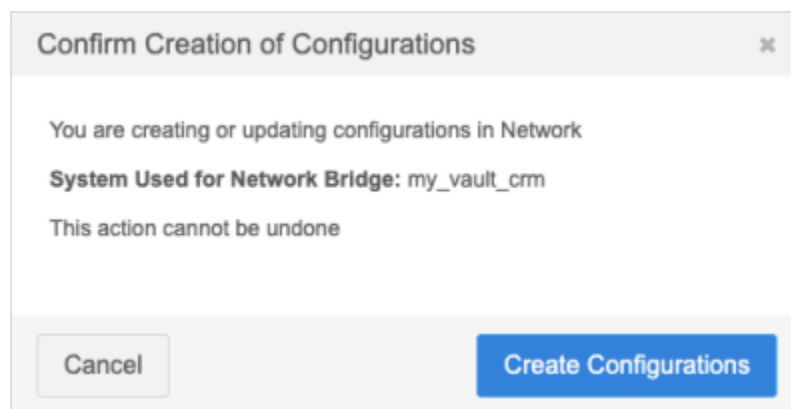 Confirm Creation of Configurations
You are creating or updating configurations in Network
System Used for Network Bridge: my_vault_crm
This action cannot be undone
Cancel
Create Configurations